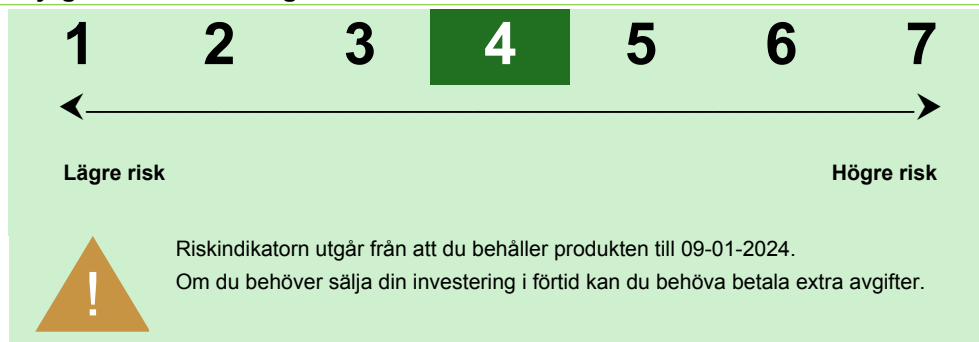 1 2 3 4 5 6 7
Lägre risk Högre risk
!
Riskindikatorn utgår från att du behåller produkten till 09-01-2024.
Om du behöver sälja din investering i förtid kan du behöva betala extra avgifter.